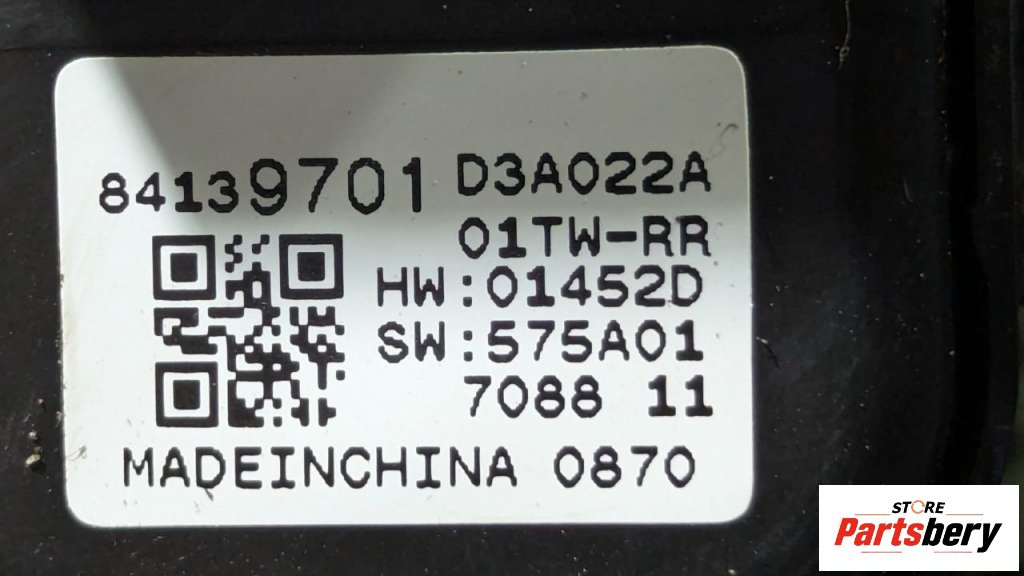 84139701 D3A022A
01TW-RR
HW:01452D
SW:575A01
7088 11
MADEINCHINA 0870
STORE
Partsbery